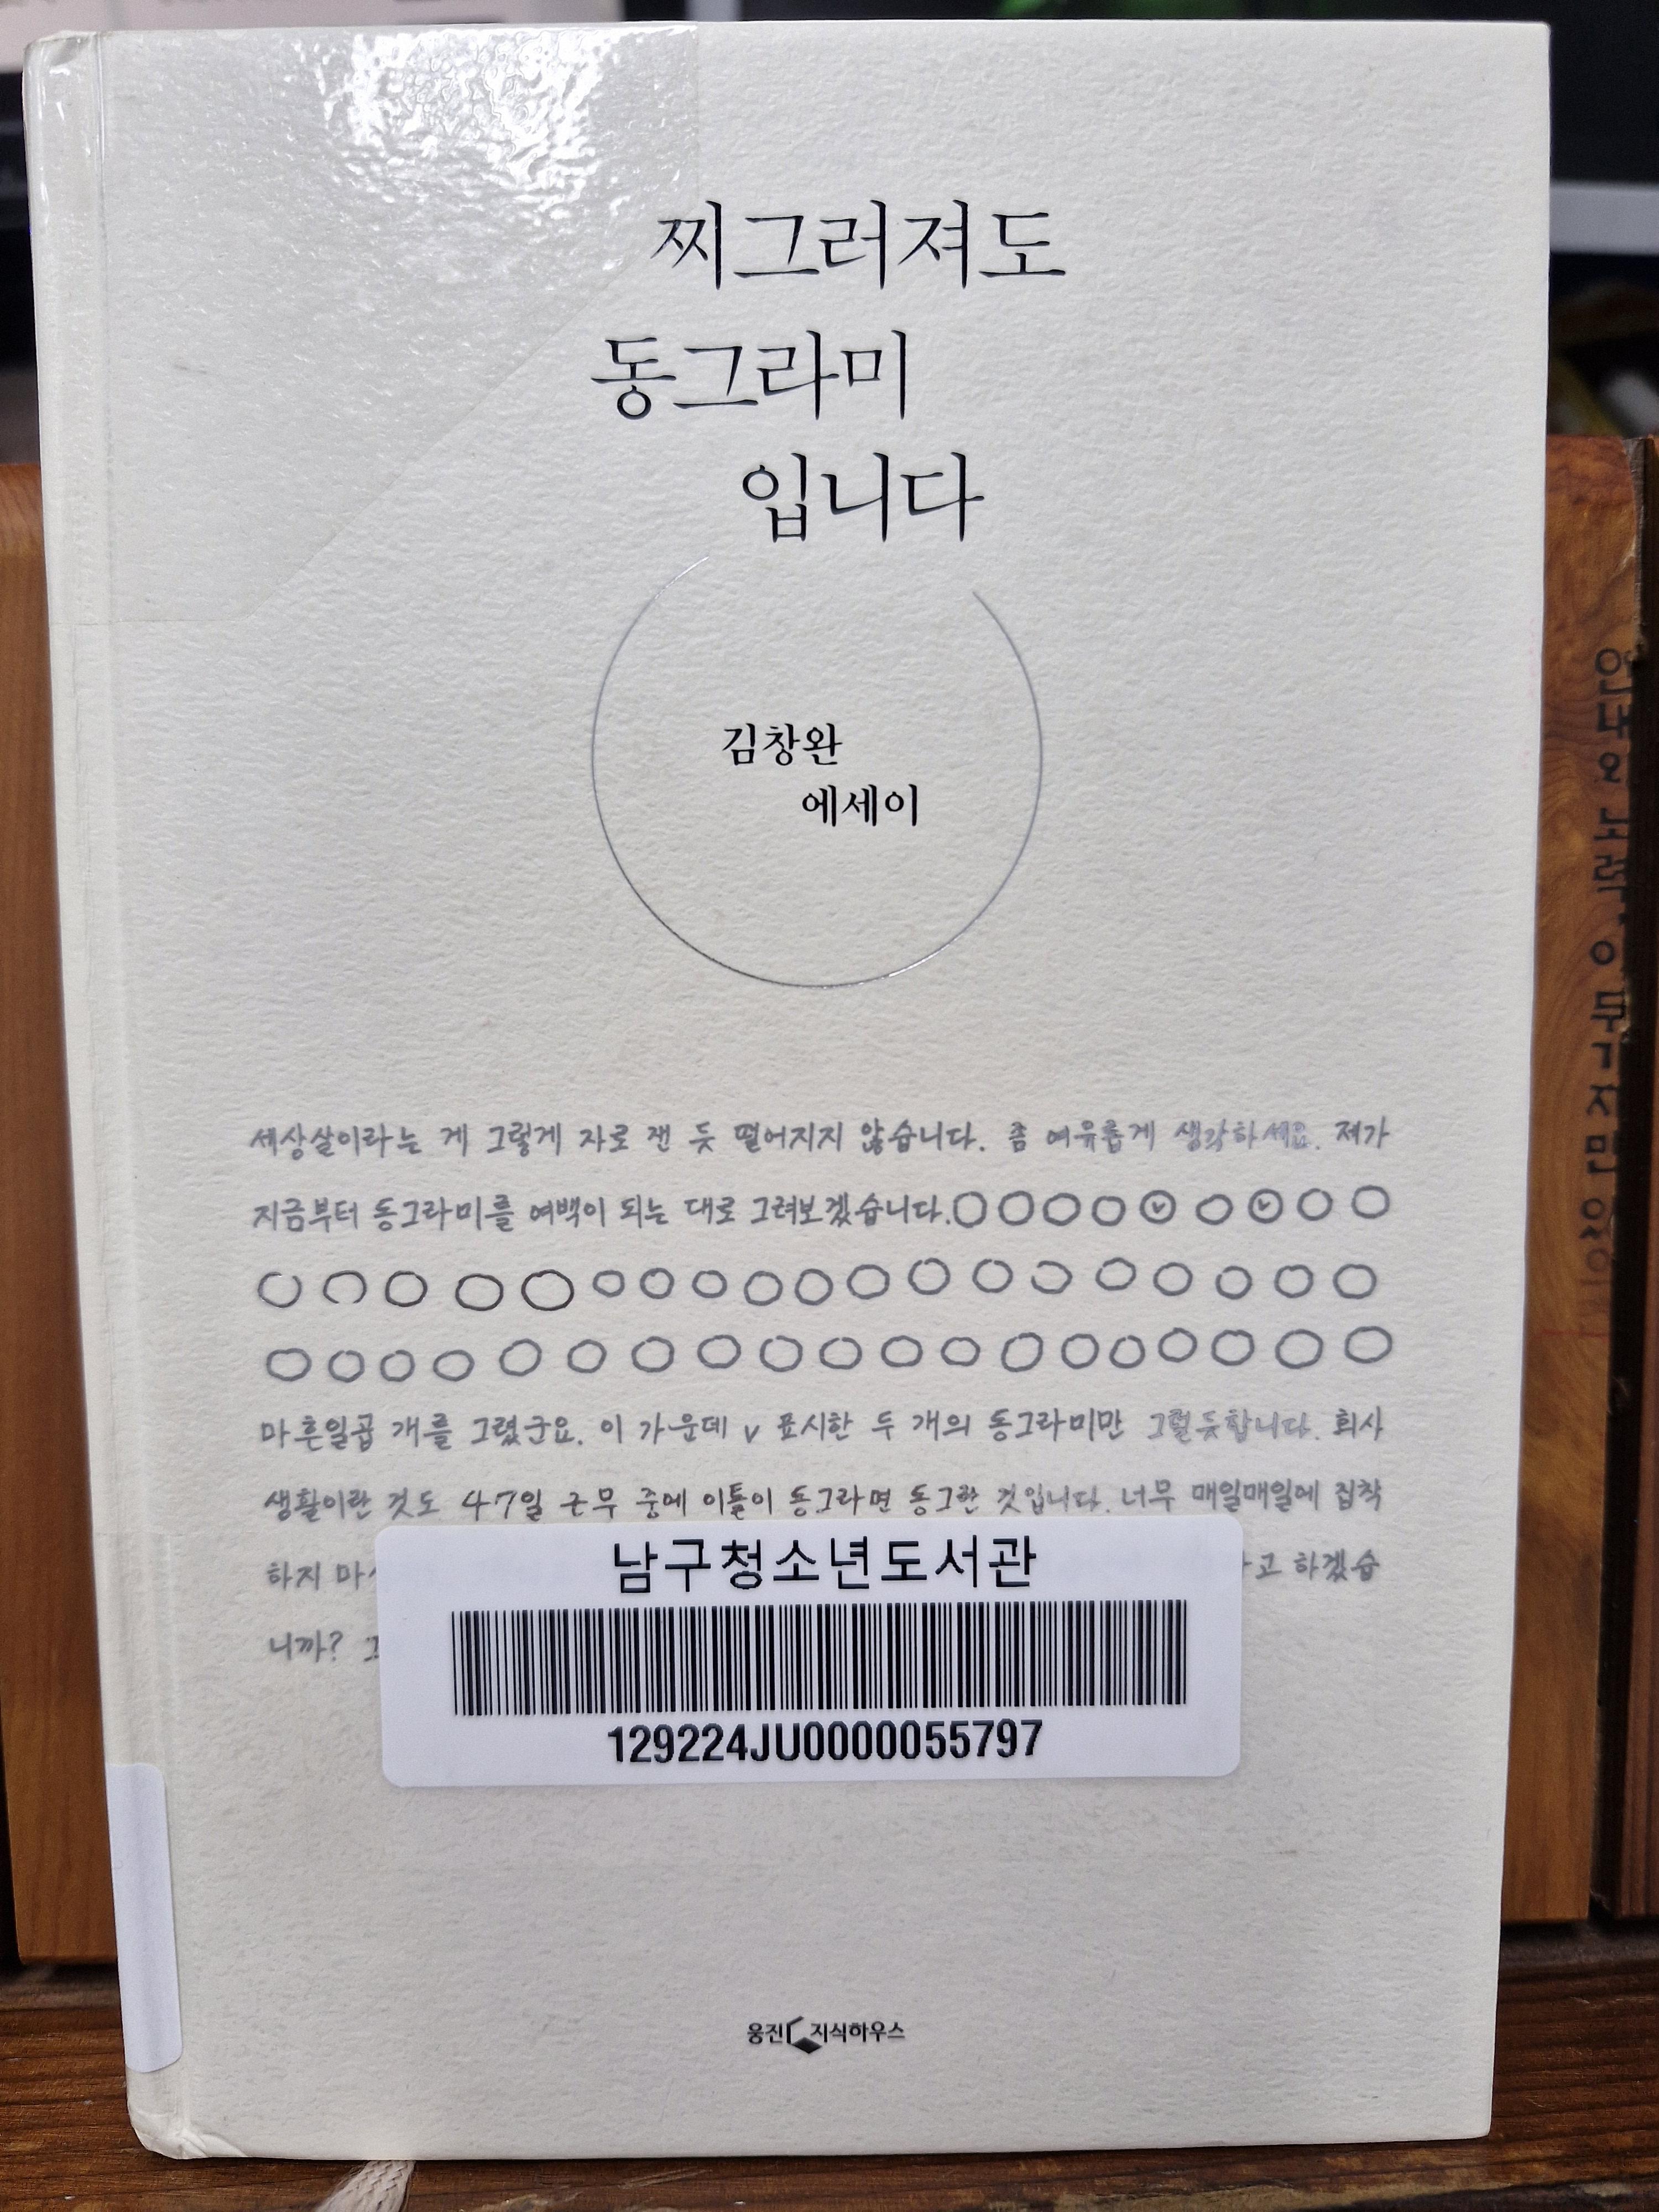 찌그러져도
동그라미
입니다
김창완
에세이
세상살이라는 게 그렇게 자로 잰 듯 떨어지지 않습니다. 좀 여유롭게 생각하세요. 제가
지금부터 동그라미를 여백이 되는 대로 그려보겠습니다.
마흔일곱 개를 그렸군요. 이 가운데 v 표시한 두 개의 동그라미만 그럴듯합니다. 회사
생활이란 것도 47일 근무 중에 이틀이 동그라면 동그란 것입니다. 너무 매일매일에 집착
하지 고 하겠습
니까?
남구청소년도서관
129224JU0000055797
웅진 지식하우스